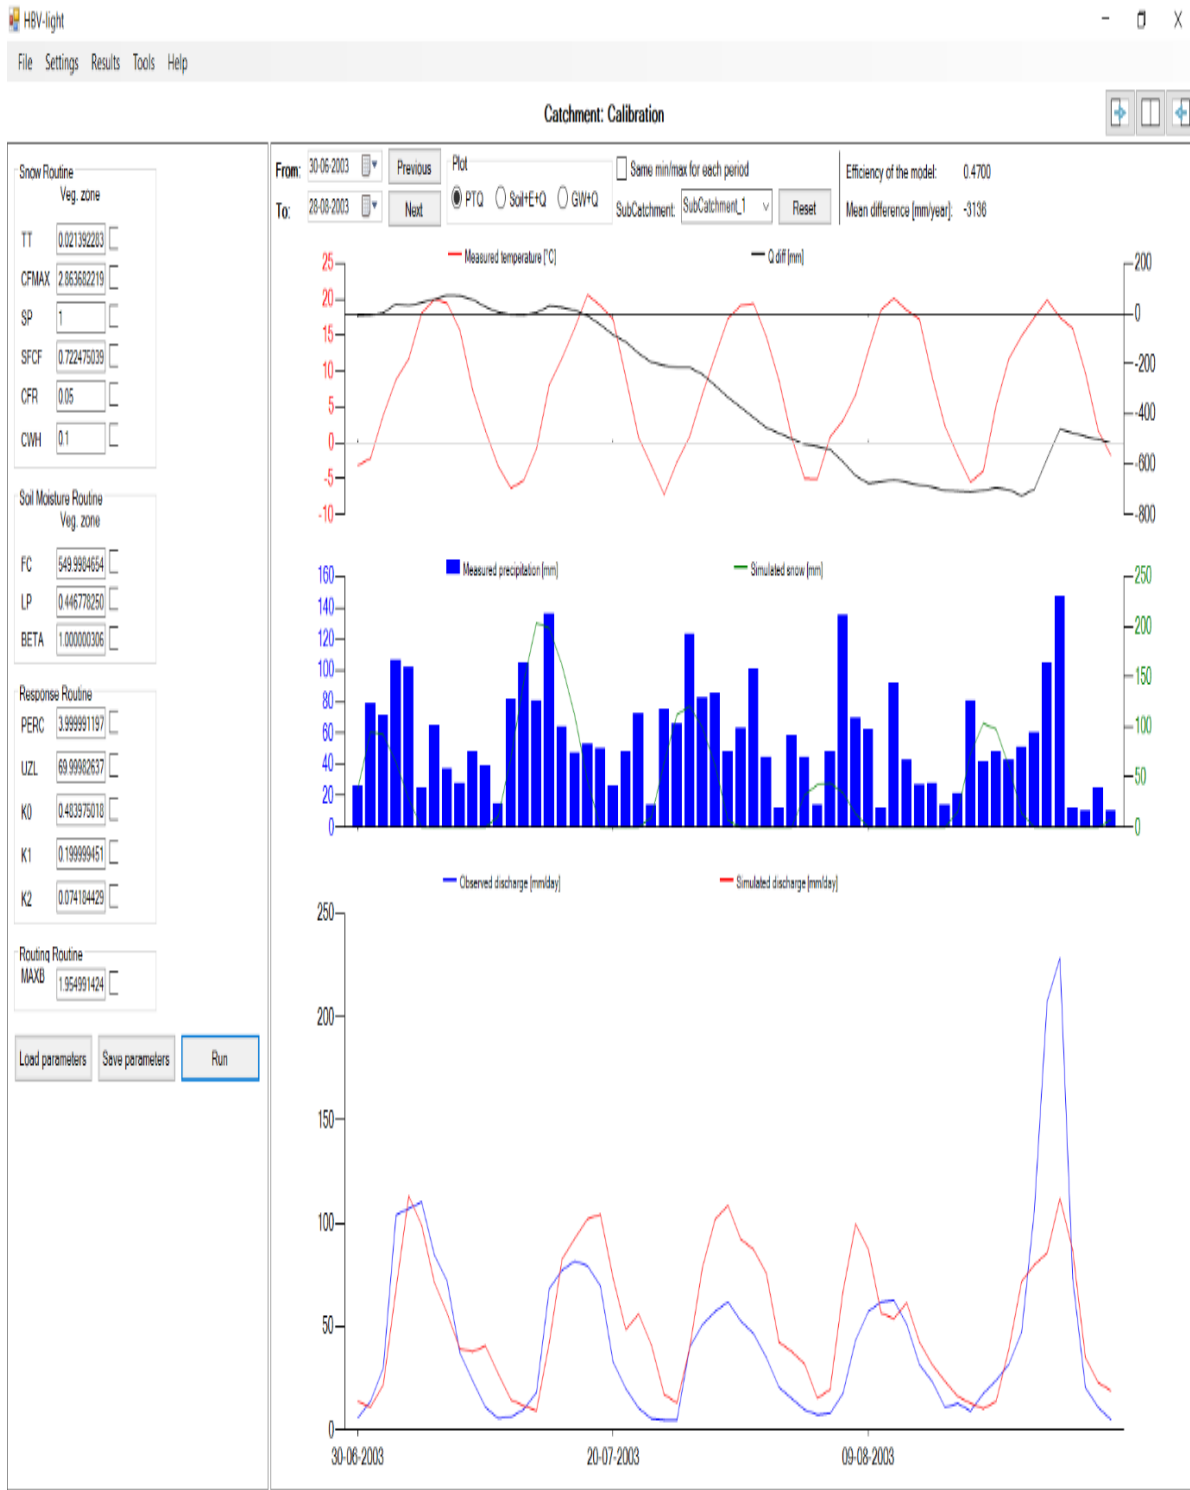 HBV-light
File Settings Results Tools Help
Catchment: Calibration
Snow Routine
Veg. zone
TT 0.021392283
CFMAX 2.863682219
SP 1
SFCF 0.722475039
CFR 0.05
CWH 0.1
Soil Moisture Routine
Veg. zone
FC 549.9984654
LP 0.446778250
BETA 1.000000306
Response Routine
PERC 3.999991197
UZL 69.99982637
K0 0.483975018
K1 0.199999451
K2 0.074184429
Routing Routine
MAXB 1.954991424
Load parameters Save parameters Run
From: 30-06-2003 Previous Plot Same min/max for each period Efficiency of the model: 0.4700
To: 28-08-2003 Next PTQ Soil+E+Q GW+Q SubCatchment: SubCatchment_1 Reset Mean difference [mm/year]: -3136
Measured temperature [°C] Q diff [mm]
25 200
20 0
15
10 -200
5 -400
0
-5 -600
-10 -800
Measured precipitation [mm] Simulated snow [mm]
160 250
140
120 200
100 150
80
60 100
40 50
20
0 0
Observed discharge [mm/day] Simulated discharge [mm/day]
250
200
150
100
50
0
30-06-2003 20-07-2003 09-08-2003